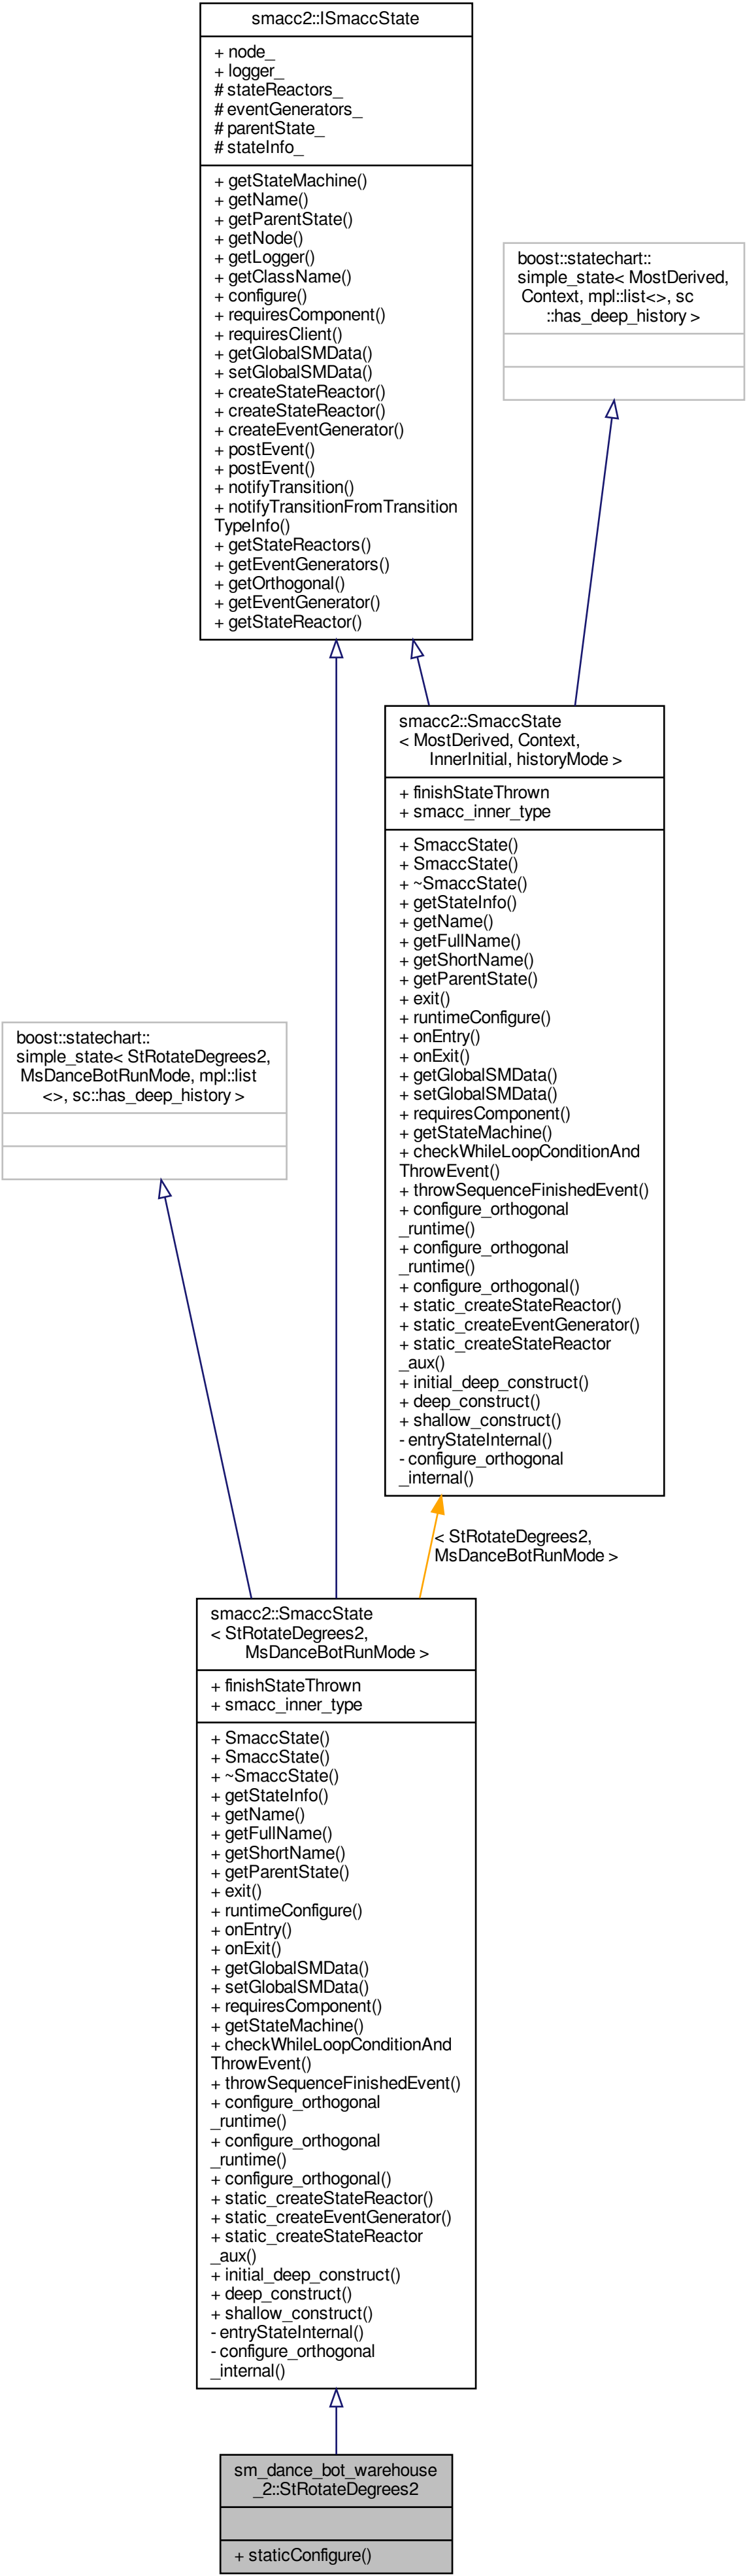 smacc2::ISmaccState
+ node_
+ logger_
# stateReactors_
# eventGenerators_
# parentState_
# stateInfo_
+ getStateMachine()
+ getName()
+ getParentState()
+ getNode()
+ getLogger()
+ getClassName()
+ configure()
+ requiresComponent()
+ requiresClient()
+ getGlobalSMData()
+ setGlobalSMData()
+ createStateReactor()
+ createStateReactor()
+ createEventGenerator()
+ postEvent()
+ postEvent()
+ notifyTransition()
+ notifyTransitionFromTransition
TypeInfo()
+ getStateReactors()
+ getEventGenerators()
+ getOrthogonal()
+ getEventGenerator()
+ getStateReactor()
boost::statechart::
simple_state< MostDerived,
Context, mpl::list<>, sc
::has_deep_history >
smacc2::SmaccState
< MostDerived, Context,
InnerInitial, historyMode >
+ finishStateThrown
+ smacc_inner_type
+ SmaccState()
+ SmaccState()
+ ~SmaccState()
+ getStateInfo()
+ getName()
+ getFullName()
+ getShortName()
+ getParentState()
+ exit()
+ runtimeConfigure()
+ onEntry()
+ onExit()
+ getGlobalSMData()
+ setGlobalSMData()
+ requiresComponent()
+ getStateMachine()
+ checkWhileLoopConditionAnd
ThrowEvent()
+ throwSequenceFinishedEvent()
+ configure_orthogonal
_runtime()
+ configure_orthogonal
_runtime()
+ configure_orthogonal()
+ static_createStateReactor()
+ static_createEventGenerator()
+ static_createStateReactor
_aux()
+ initial_deep_construct()
+ deep_construct()
+ shallow_construct()
- entryStateInternal()
- configure_orthogonal
_internal()
boost::statechart::
simple_state< StRotateDegrees2,
MsDanceBotRunMode, mpl::list
<>, sc::has_deep_history >
< StRotateDegrees2,
MsDanceBotRunMode >
smacc2::SmaccState
< StRotateDegrees2,
MsDanceBotRunMode >
+ finishStateThrown
+ smacc_inner_type
+ SmaccState()
+ SmaccState()
+ ~SmaccState()
+ getStateInfo()
+ getName()
+ getFullName()
+ getShortName()
+ getParentState()
+ exit()
+ runtimeConfigure()
+ onEntry()
+ onExit()
+ getGlobalSMData()
+ setGlobalSMData()
+ requiresComponent()
+ getStateMachine()
+ checkWhileLoopConditionAnd
ThrowEvent()
+ throwSequenceFinishedEvent()
+ configure_orthogonal
_runtime()
+ configure_orthogonal
_runtime()
+ configure_orthogonal()
+ static_createStateReactor()
+ static_createEventGenerator()
+ static_createStateReactor
_aux()
+ initial_deep_construct()
+ deep_construct()
+ shallow_construct()
- entryStateInternal()
- configure_orthogonal
_internal()
sm_dance_bot_warehouse
_2::StRotateDegrees2
+ staticConfigure()